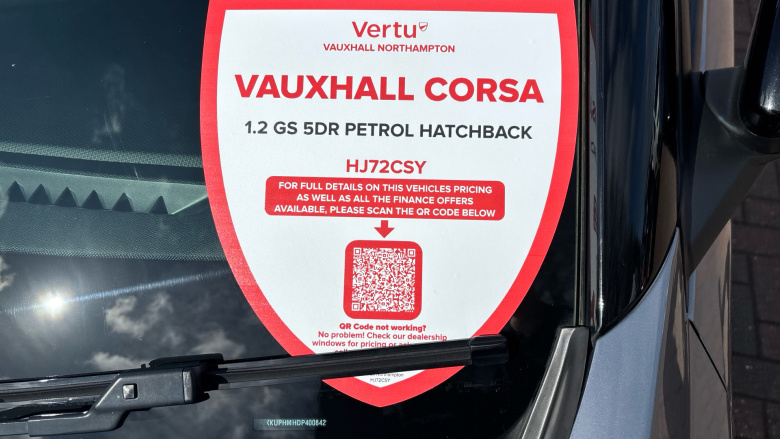 Vertu
VAUXHALL NORTHAMPTON
VAUXHALL CORSA
1.2 GS 5DR PETROL HATCHBACK
HJ72CSY
FOR FULL DETAILS ON THIS VEHICLES PRICING
AS WELL AS ALL THE FINANCE OFFERS
AVAILABLE, PLEASE SCAN THE QR CODE BELOW
QR Code not working?
No problem! Check our dealership
windows for pricing or
HJ72CSY